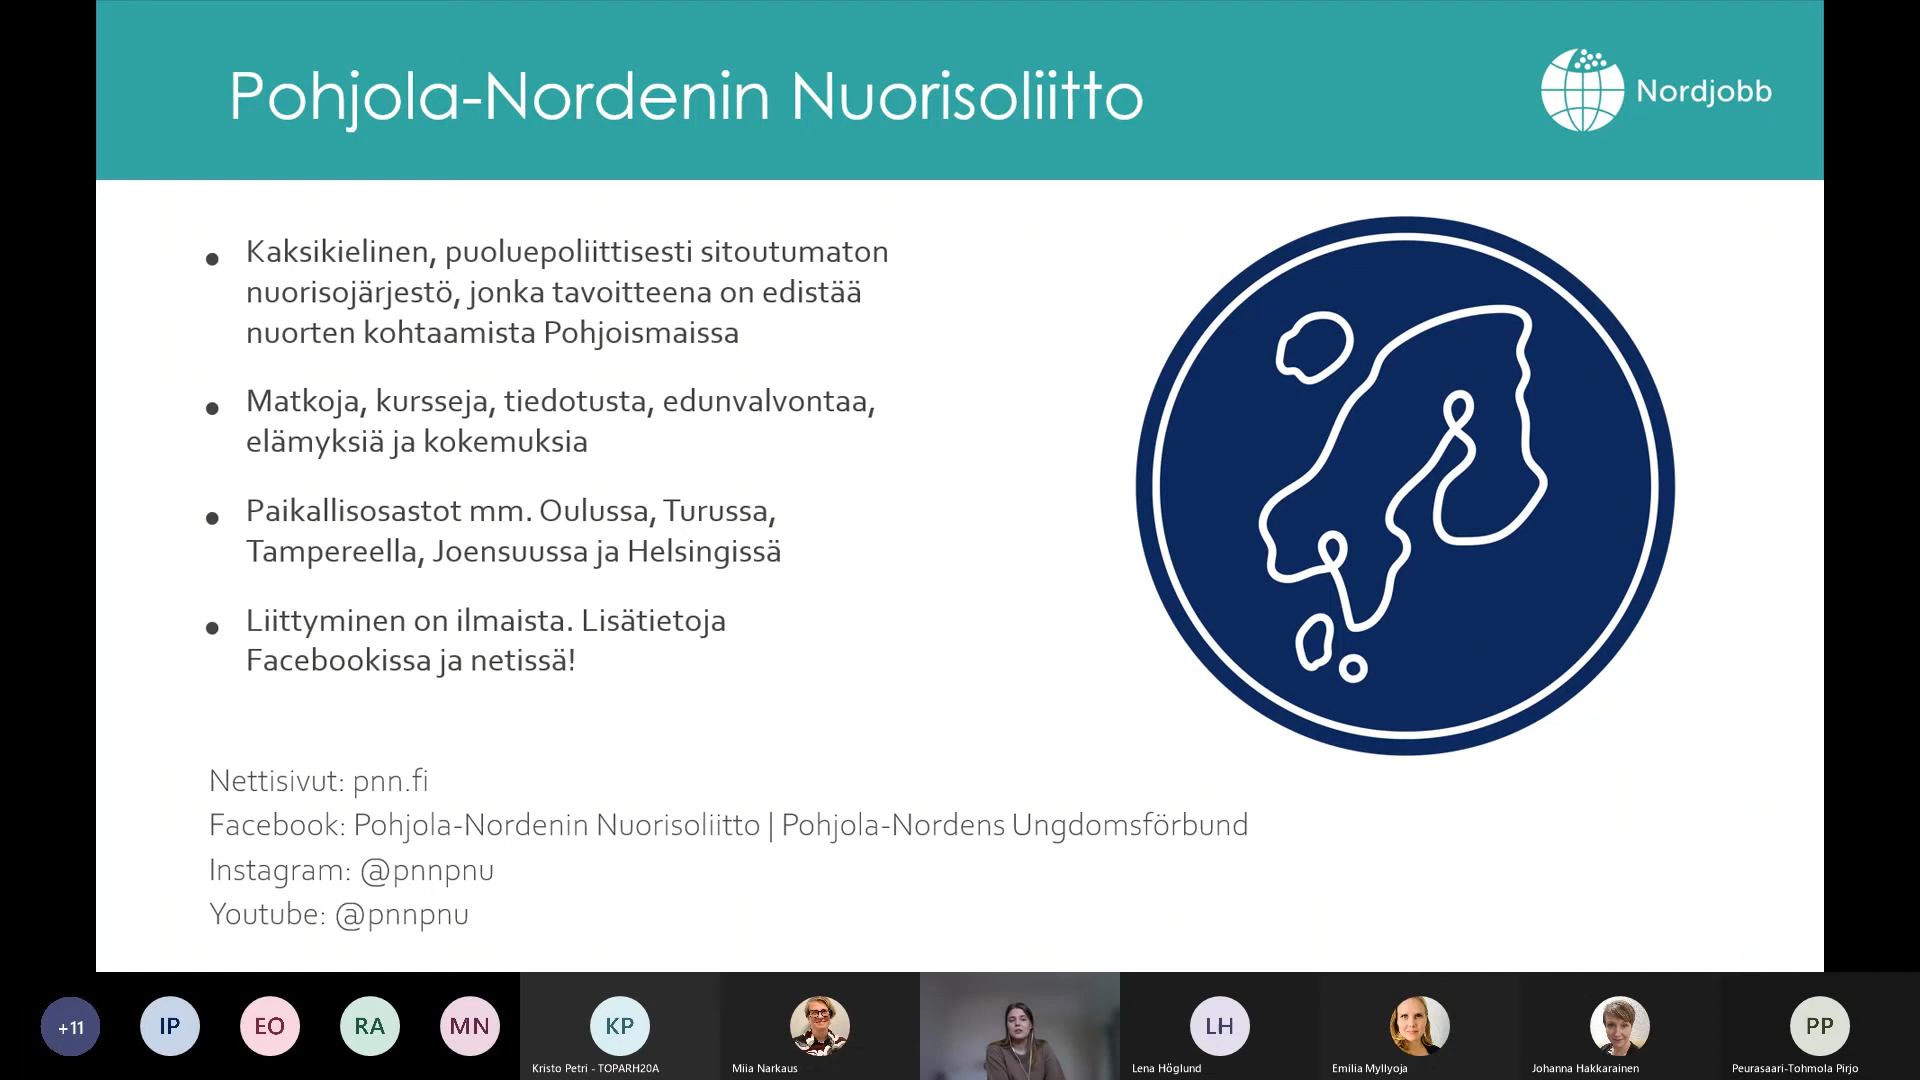 Pohjola-Nordenin Nuorisoliitto
Nordjobb
Kaksikielinen, puoluepoliittisesti sitoutumaton
nuorisojärjestö, jonka tavoitteena on edistää
nuorten kohtaamista Pohjoismaissa
Matkoja, kursseja, tiedotusta, edunvalvontaa,
elämyksiä ja kokemuksia
Paikallisosastot mm. Oulussa, Turussa,
Tampereella, Joensuussa ja Helsingissä
Liittyminen on ilmaista. Lisätietoja
Facebookissa ja netissä!
Nettisivut: pnn.fi
Facebook: Pohjola-Nordenin Nuorisoliitto | Pohjola-Nordens Ungdomsförbund
Instagram: @pnnpnu
Youtube: @pnnpnu
+11
IP
EO
RA
MN
KP
LH
PP
Kristo Petri - TOPARH20A
Miia Narkaus
Lena Höglund
Emilia Myllyoja
Johanna Hakkarainen
Peurasaari-Tohmola Pirjo